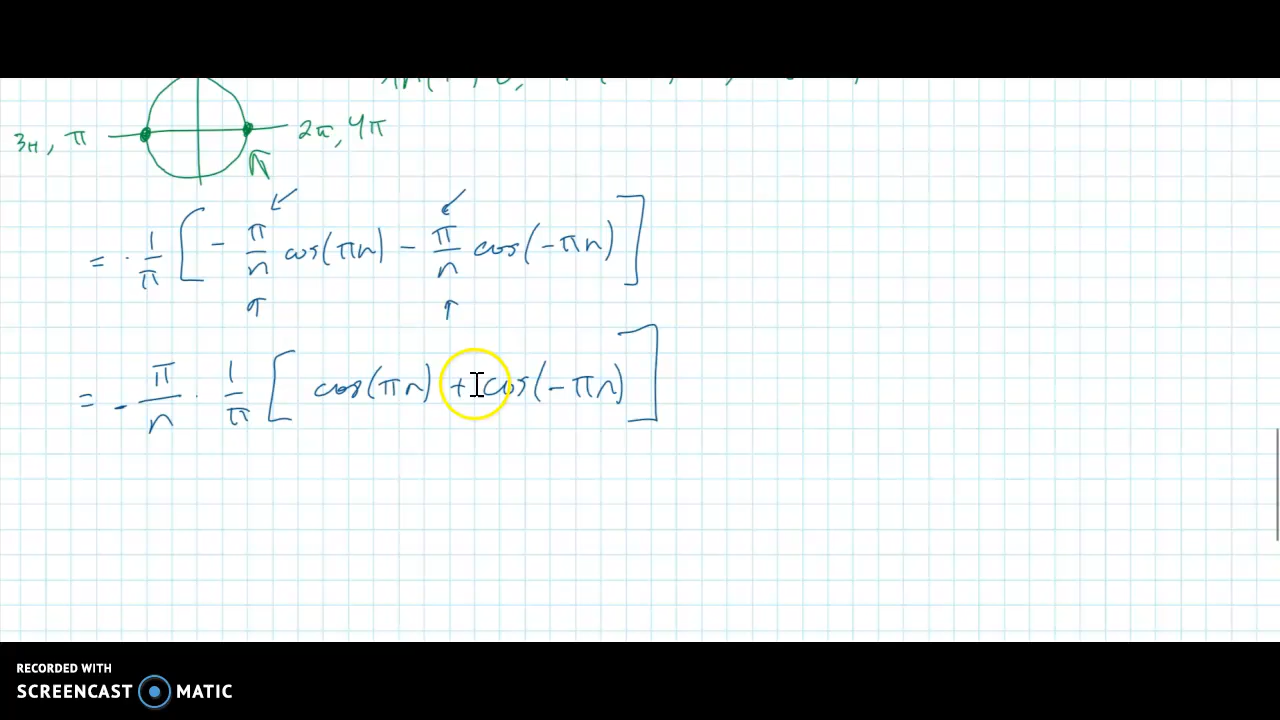 3π, π 2π, 4π
= · 1/π [ - π/n cos(πn) - π/n cos(-πn) ]
= - π/n · 1/π [ cos(πn) + cos(-πn) ]
RECORDED WITH
SCREENCAST MATIC